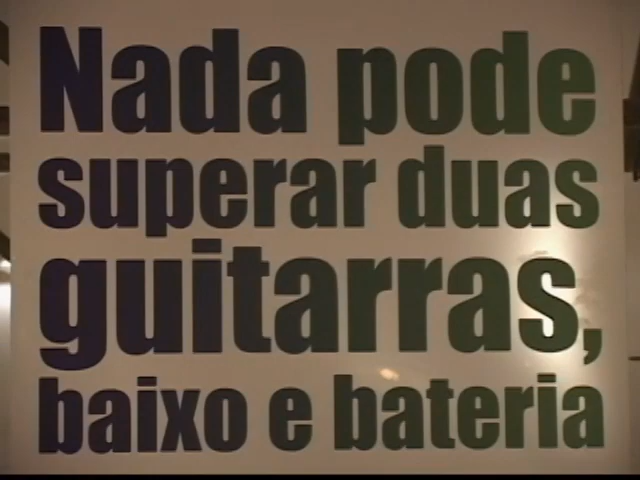 Nada pode
superar duas
guitarras,
baixo e bateria